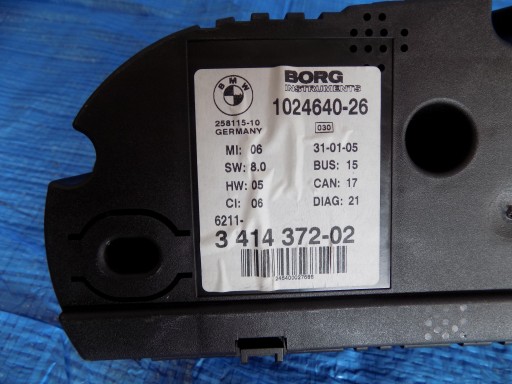 BMW
BORG
INSTRUMENTS
1024640-26
258115-10
GERMANY
030
MI: 06 31-01-05
SW: 8.0 BUS: 15
HW: 05 CAN: 17
CI: 06 DIAG: 21
6211-
3 414 372-02